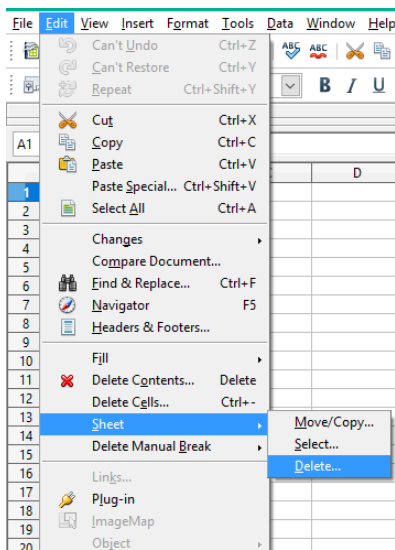 File Edit View Insert Format Tools Data Window Help
Can't Undo Ctrl+Z
ABC ABC
Can't Restore Ctrl+Y
Repeat Ctrl+Shift+Y
B I U
Cut Ctrl+X
A1
Copy Ctrl+C
Paste Ctrl+V
D
Paste Special... Ctrl+Shift+V
1
Select All Ctrl+A
2
3
Changes
4
Compare Document...
5
Find & Replace... Ctrl+F
6
Navigator F5
7
Headers & Footers...
8
9
Fill
10
Delete Contents... Delete
11
Delete Cells... Ctrl+-
12
Sheet
13
Move/Copy...
Delete Manual Break
14
Select...
15
Delete...
Links...
16
Plug-in
17
ImageMap
18
Object
19
20